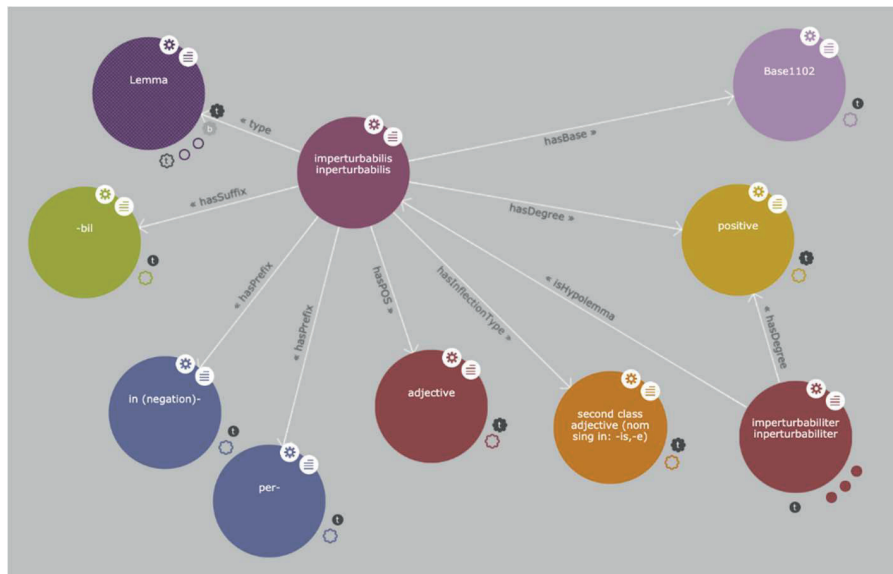 Lemma
Base1102
b
t
t
t
« type
hasBase »
imperturbabilis
inperturbabilis
« hasSuffix
hasDegree »
-bil
positive
t
t
« hasPrefix
« hasPrefix
hasPOS »
hasInflectionType »
« isHypolemma
« hasDegree
in (negation)-
adjective
second class
adjective (nom
sing in: -is,-e)
imperturbabiliter
inperturbabiliter
t
t
t
per-
t
t